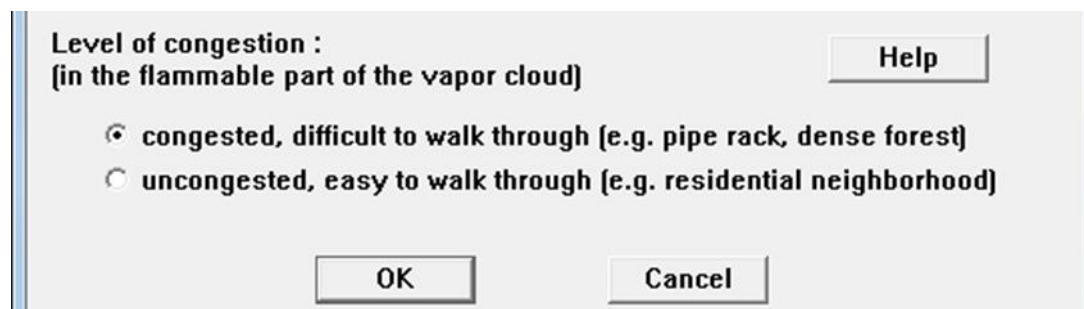 Level of congestion :
(in the flammable part of the vapor cloud)
Help
congested, difficult to walk through (e.g. pipe rack, dense forest)
uncongested, easy to walk through (e.g. residential neighborhood)
OK
Cancel